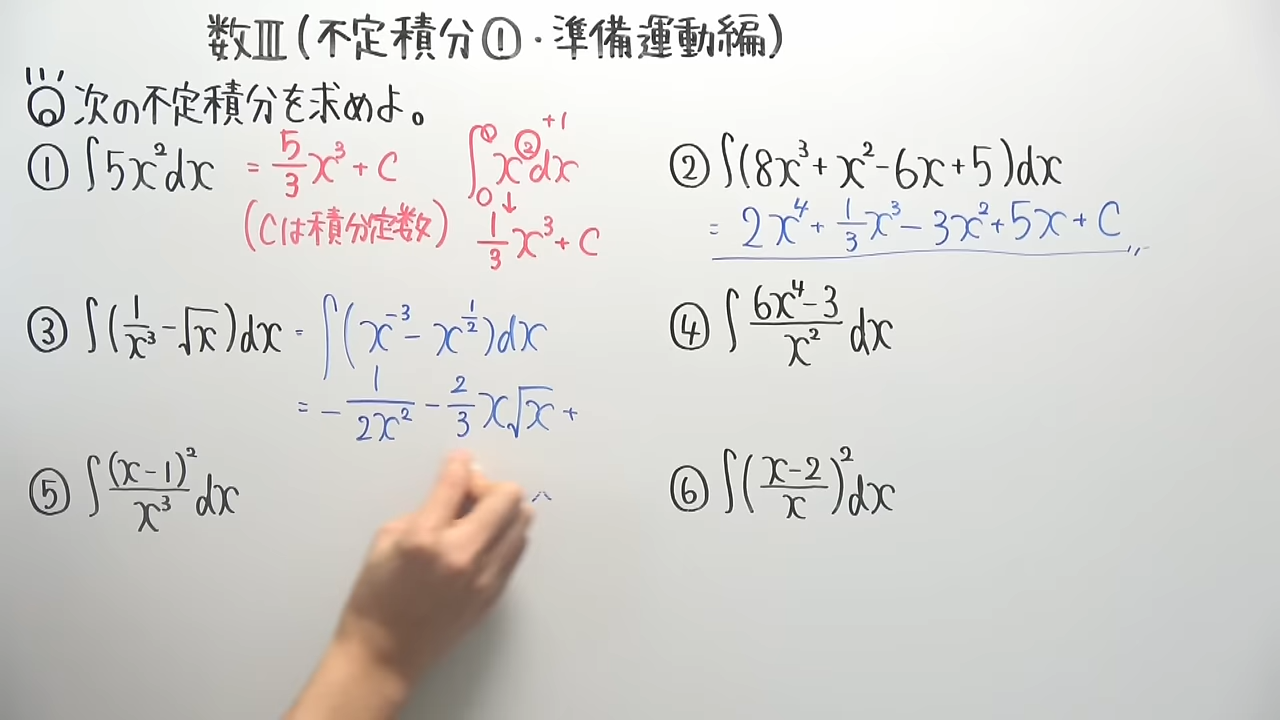 数Ⅲ(不定積分①・準備運動編)
Q 次の不定積分を求めよ。
① ∫5x²dx = 5/3 x³ + C
(Cは積分定数)
∫₀¹ x²dx +1
↓
1/3 x³ + C
② ∫(8x³+x²-6x+5)dx
= 2x⁴ + 1/3 x³ - 3x² + 5x + C
③ ∫(1/x³ - √x)dx = ∫(x⁻³ - x^(1/2))dx
= - 1/(2x²) - 2/3 x√x +
④ ∫ (6x⁴-3)/x² dx
⑤ ∫ (x-1)²/x³ dx
⑥ ∫((x-2)/x)² dx